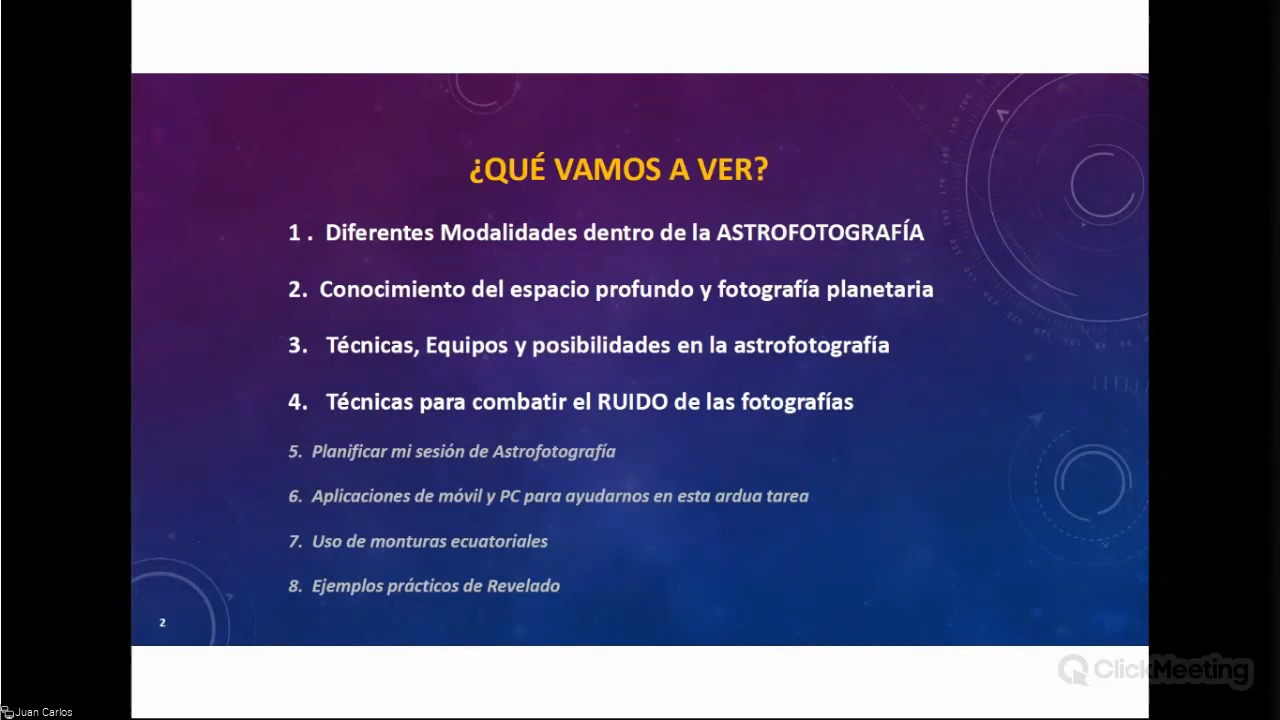 ¿QUÉ VAMOS A VER?
1 . Diferentes Modalidades dentro de la ASTROFOTOGRAFÍA
2. Conocimiento del espacio profundo y fotografía planetaria
3. Técnicas, Equipos y posibilidades en la astrofotografía
4. Técnicas para combatir el RUIDO de las fotografías
5. Planificar mi sesión de Astrofotografía
6. Aplicaciones de móvil y PC para ayudarnos en esta ardua tarea
7. Uso de monturas ecuatoriales
8. Ejemplos prácticos de Revelado
2
ClickMeeting
Juan Carlos